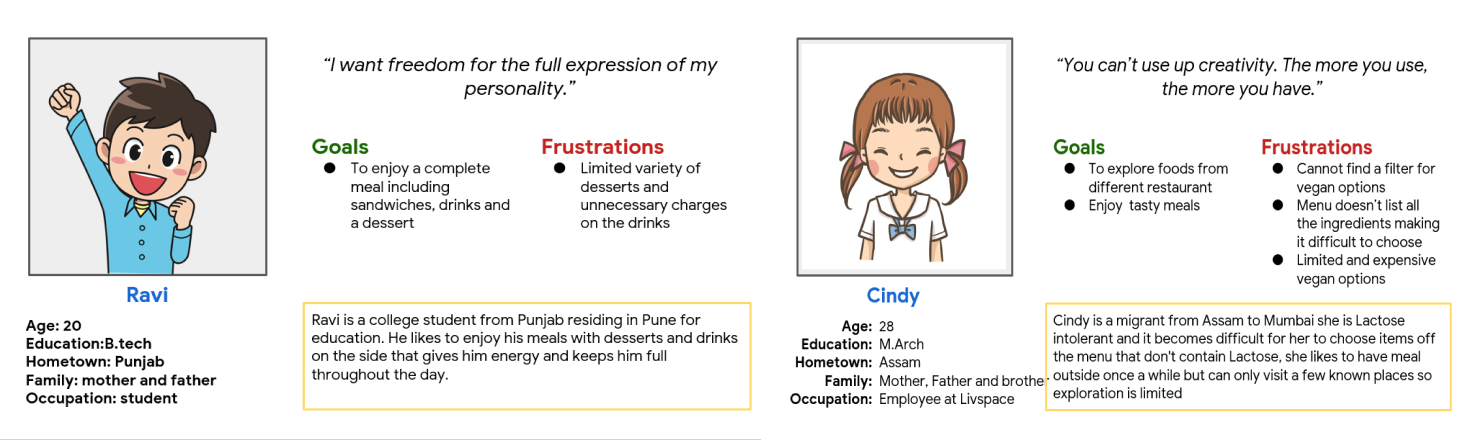 “I want freedom for the full expression of my
personality.”
Goals
● To enjoy a complete
meal including
sandwiches, drinks and
a dessert
Frustrations
● Limited variety of
desserts and
unnecessary charges
on the drinks
Ravi
Age: 20
Education:B.tech
Hometown: Punjab
Family: mother and father
Occupation: student
Ravi is a college student from Punjab residing in Pune for
education. He likes to enjoy his meals with desserts and drinks
on the side that gives him energy and keeps him full
throughout the day.
“You can’t use up creativity. The more you use,
the more you have.”
Goals
● To explore foods from
different restaurant
● Enjoy tasty meals
Frustrations
● Cannot find a filter for
vegan options
● Menu doesn’t list all
the ingredients making
it difficult to choose
● Limited and expensive
vegan options
Cindy
Age: 28
Education: M.Arch
Hometown: Assam
Family: Mother, Father and brother
Occupation: Employee at Livspace
Cindy is a migrant from Assam to Mumbai she is Lactose
intolerant and it becomes difficult for her to choose items off
the menu that don't contain Lactose, she likes to have meal
outside once a while but can only visit a few known places so
exploration is limited